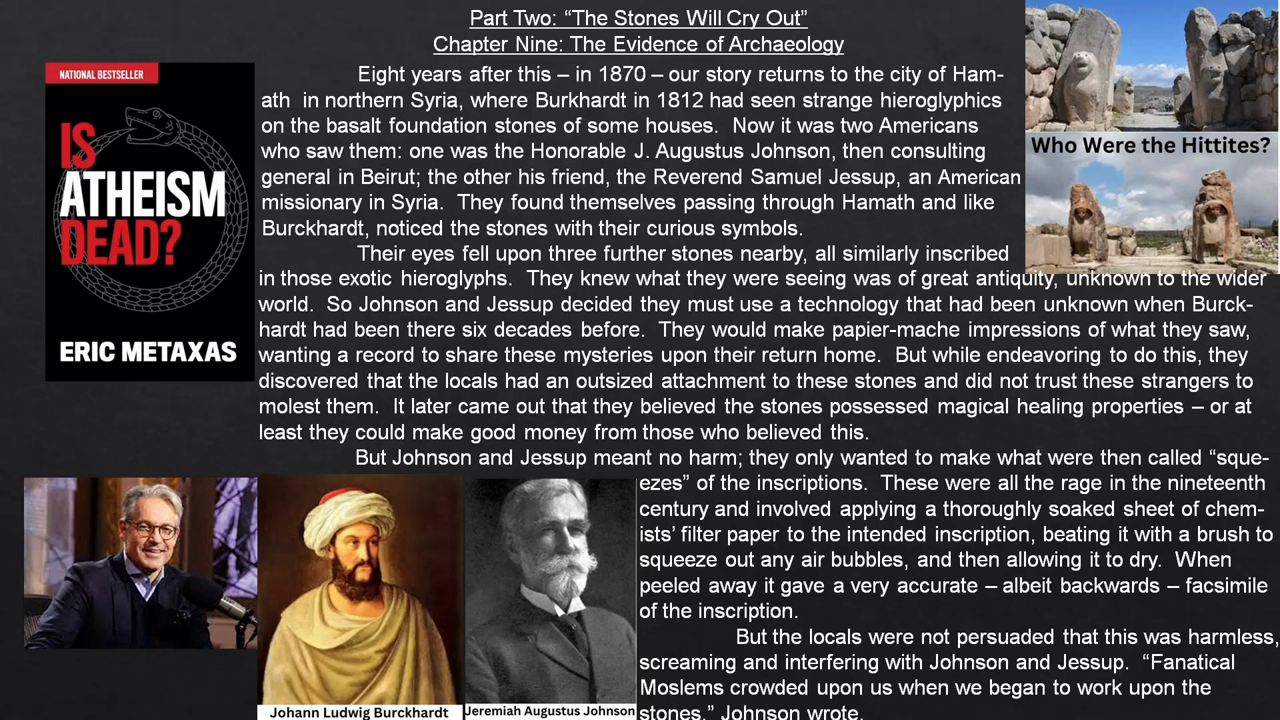 Part Two: “The Stones Will Cry Out”
Chapter Nine: The Evidence of Archaeology
NATIONAL BESTSELLER
IS
ATHEISM
DEAD?
ERIC METAXAS
Who Were the Hittites?
Eight years after this – in 1870 – our story returns to the city of Ham-
ath in northern Syria, where Burkhardt in 1812 had seen strange hieroglyphics
on the basalt foundation stones of some houses. Now it was two Americans
who saw them: one was the Honorable J. Augustus Johnson, then consulting
general in Beirut; the other his friend, the Reverend Samuel Jessup, an American
missionary in Syria. They found themselves passing through Hamath and like
Burckhardt, noticed the stones with their curious symbols.
Their eyes fell upon three further stones nearby, all similarly inscribed
in those exotic hieroglyphs. They knew what they were seeing was of great antiquity, unknown to the wider
world. So Johnson and Jessup decided they must use a technology that had been unknown when Burck-
hardt had been there six decades before. They would make papier-mache impressions of what they saw,
wanting a record to share these mysteries upon their return home. But while endeavoring to do this, they
discovered that the locals had an outsized attachment to these stones and did not trust these strangers to
molest them. It later came out that they believed the stones possessed magical healing properties – or at
least they could make good money from those who believed this.
But Johnson and Jessup meant no harm; they only wanted to make what were then called “sque-
ezes” of the inscriptions. These were all the rage in the nineteenth
century and involved applying a thoroughly soaked sheet of chem-
ists’ filter paper to the intended inscription, beating it with a brush to
squeeze out any air bubbles, and then allowing it to dry. When
peeled away it gave a very accurate – albeit backwards – facsimile
of the inscription.
But the locals were not persuaded that this was harmless,
screaming and interfering with Johnson and Jessup. “Fanatical
Moslems crowded upon us when we began to work upon the
stones,” Johnson wrote.
Johann Ludwig Burckhardt
Jeremiah Augustus Johnson